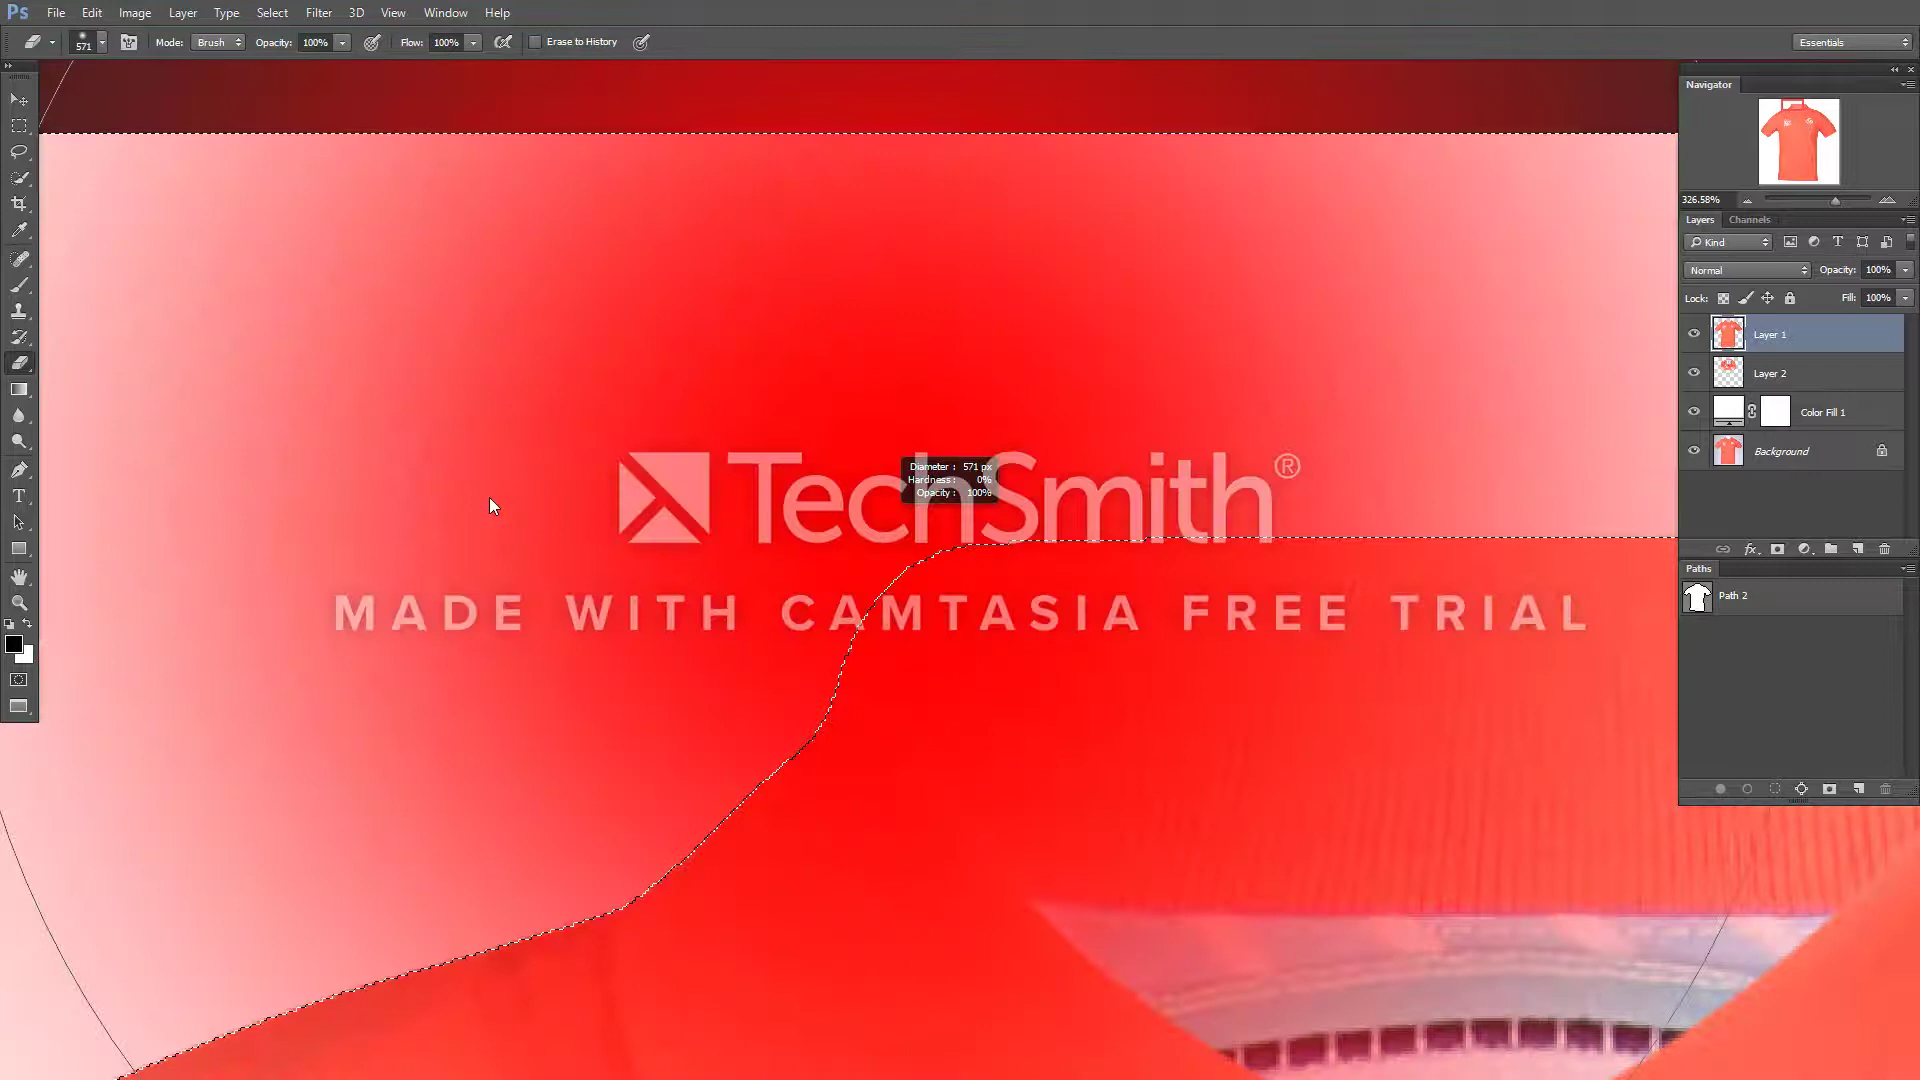 Ps File Edit Image Layer Type Select Filter 3D View Window Help
571 Mode: Brush Opacity: 100% Flow: 100% Erase to History Essentials
Navigator
326.58%
Layers Channels
Kind T
Normal Opacity: 100%
Lock: Fill: 100%
Layer 1
Layer 2
Color Fill 1
Background
fx
Paths
Path 2
T
Diameter : 571 px
Hardness : 0%
Opacity : 100%
TechSmith®
MADE WITH CAMTASIA FREE TRIAL